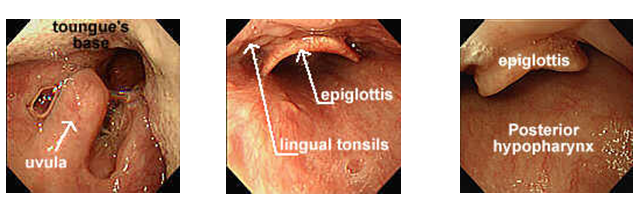 toungue's
base
uvula
epiglottis
lingual tonsils
epiglottis
Posterior
hypopharynx